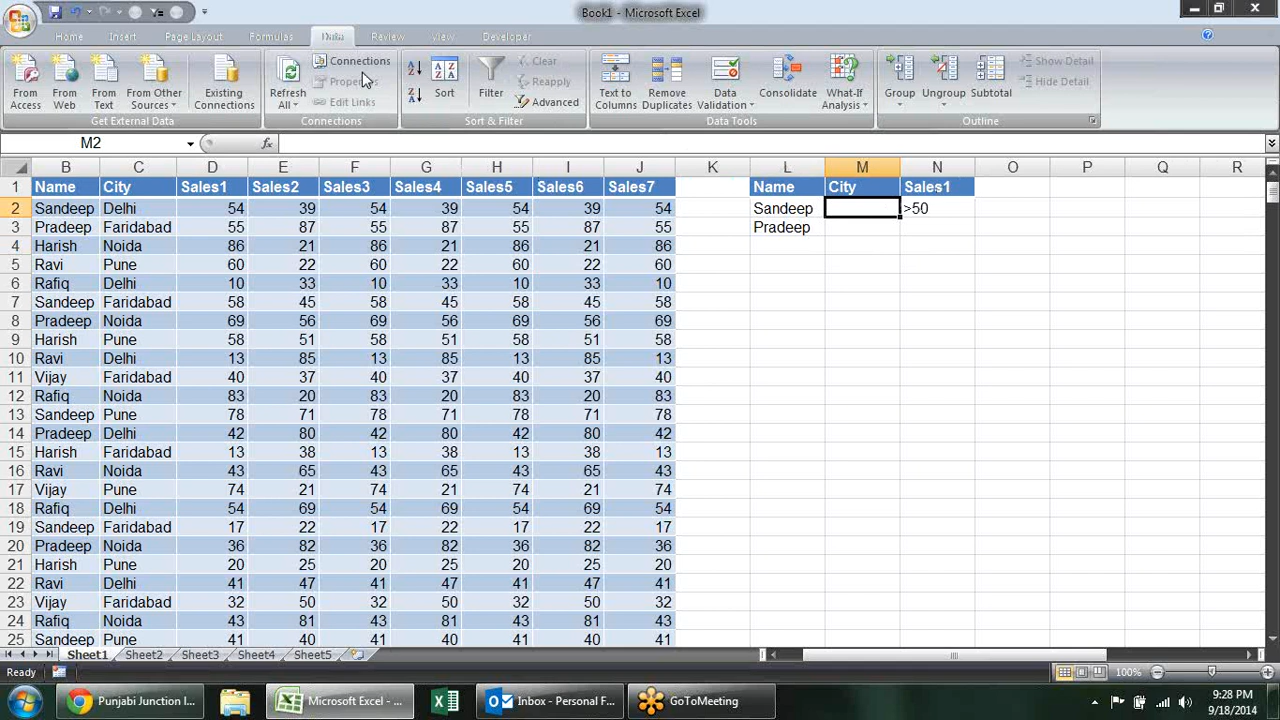 Book1 - Microsoft Excel
Home Insert Page Layout Formulas Data Review View Developer
From Access
From Web
From Text
From Other Sources
Existing Connections
Get External Data
Refresh All
Connections
Edit Links
Connections
Sort
Filter
Clear
Reapply
Advanced
Sort & Filter
Text to Columns
Remove Duplicates
Data Validation
Consolidate
What-If Analysis
Data Tools
Group
Ungroup
Subtotal
Show Detail
Hide Detail
Outline
M2 fx
B C D E F G H I J K L M N O P Q R
1 Name City Sales1 Sales2 Sales3 Sales4 Sales5 Sales6 Sales7 Name City Sales1
2 Sandeep Delhi 54 39 54 39 54 39 54 Sandeep >50
3 Pradeep Faridabad 55 87 55 87 55 87 55 Pradeep
4 Harish Noida 86 21 86 21 86 21 86
5 Ravi Pune 60 22 60 22 60 22 60
6 Rafiq Delhi 10 33 10 33 10 33 10
7 Sandeep Faridabad 58 45 58 45 58 45 58
8 Pradeep Noida 69 56 69 56 69 56 69
9 Harish Pune 58 51 58 51 58 51 58
10 Ravi Delhi 13 85 13 85 13 85 13
11 Vijay Faridabad 40 37 40 37 40 37 40
12 Rafiq Noida 83 20 83 20 83 20 83
13 Sandeep Pune 78 71 78 71 78 71 78
14 Pradeep Delhi 42 80 42 80 42 80 42
15 Harish Faridabad 13 38 13 38 13 38 13
16 Ravi Noida 43 65 43 65 43 65 43
17 Vijay Pune 74 21 74 21 74 21 74
18 Rafiq Delhi 54 69 54 69 54 69 54
19 Sandeep Faridabad 17 22 17 22 17 22 17
20 Pradeep Noida 36 82 36 82 36 82 36
21 Harish Pune 20 25 20 25 20 25 20
22 Ravi Delhi 41 47 41 47 41 47 41
23 Vijay Faridabad 32 50 32 50 32 50 32
24 Rafiq Noida 43 81 43 81 43 81 43
25 Sandeep Pune 41 40 41 40 41 40 41
Sheet1 Sheet2 Sheet3 Sheet4 Sheet5
Ready 100%
Punjabi Junction I... Microsoft Excel - ... Inbox - Personal F... GoToMeeting 9:28 PM
9/18/2014